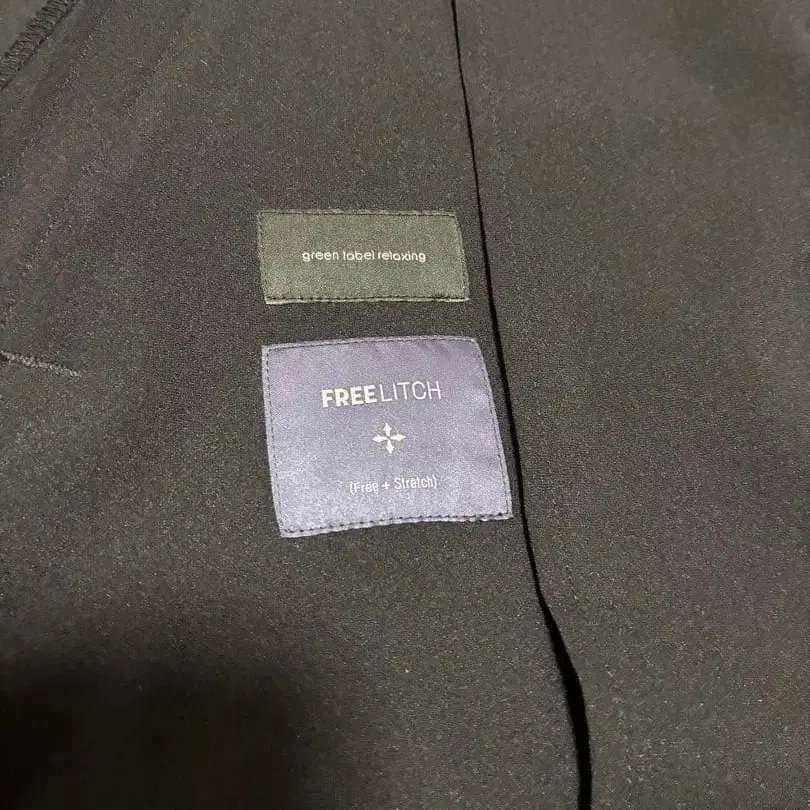 green label relaxing
FREELITCH
(Free + Stretch)